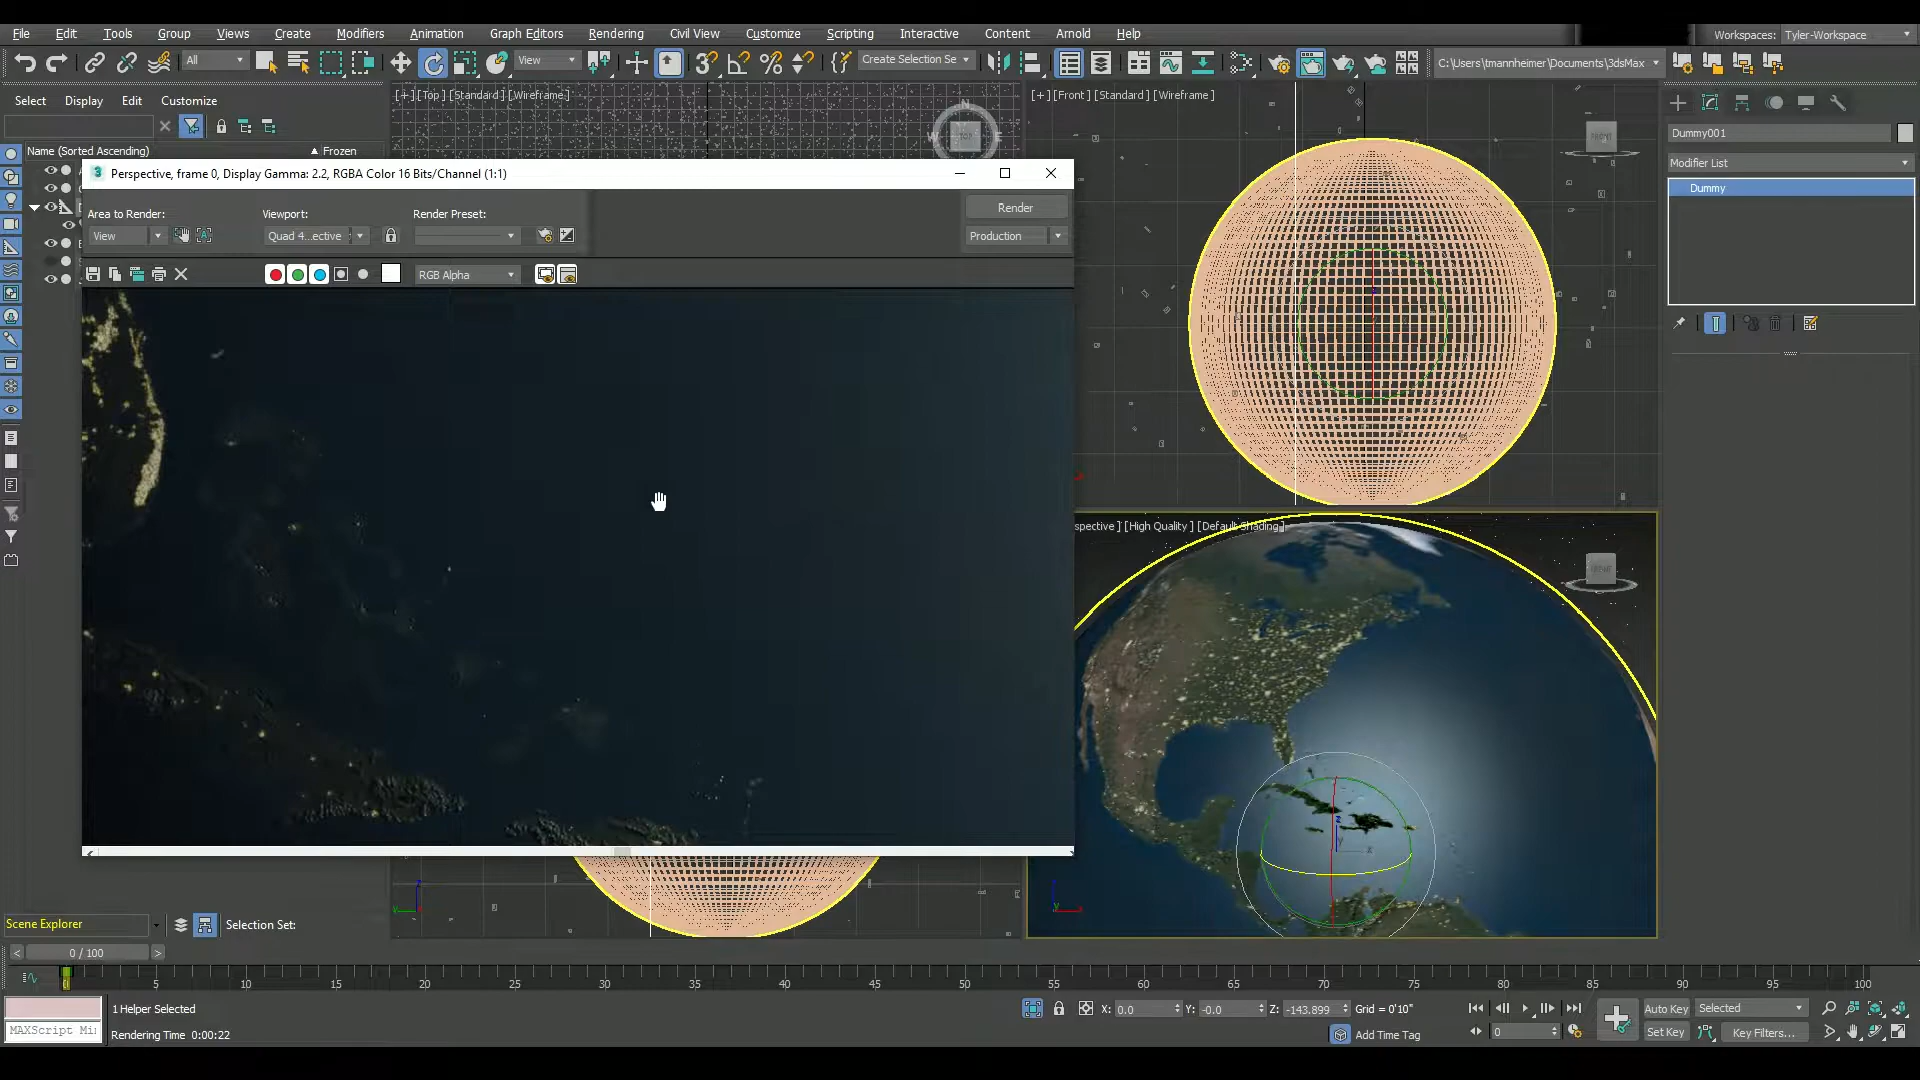 File Edit Tools Group Views Create Modifiers Animation Graph Editors Rendering Civil View Customize Scripting Interactive Content Arnold Help Workspaces: Tyler-Workspace
All View Create Selection Se C:\Users\tmannheimer\Documents\3dsMax
Select Display Edit Customize
[+] [Top] [Standard] [Wireframe]
[+] [Front] [Standard] [Wireframe]
N
W TOP E
FRONT
Dummy001
Name (Sorted Ascending) Frozen
Modifier List
Dummy
Perspective, frame 0, Display Gamma: 2.2, RGBA Color 16 Bits/Channel (1:1)
Area to Render: Viewport: Render Preset: Render
View Quad 4...ective Production
RGB Alpha
spective ] [High Quality ] [Default Shading]
Scene Explorer Selection Set:
< 0 / 100 >
0 5 10 15 20 25 30 35 40 45 50 55 60 65 70 75 80 85 90 95 100
1 Helper Selected X: 0.0 Y: -0.0 Z: -143.899 Grid = 0'10" Auto Key Selected
MAXScript Mi Rendering Time 0:00:22 Add Time Tag 0 Set Key Key Filters...